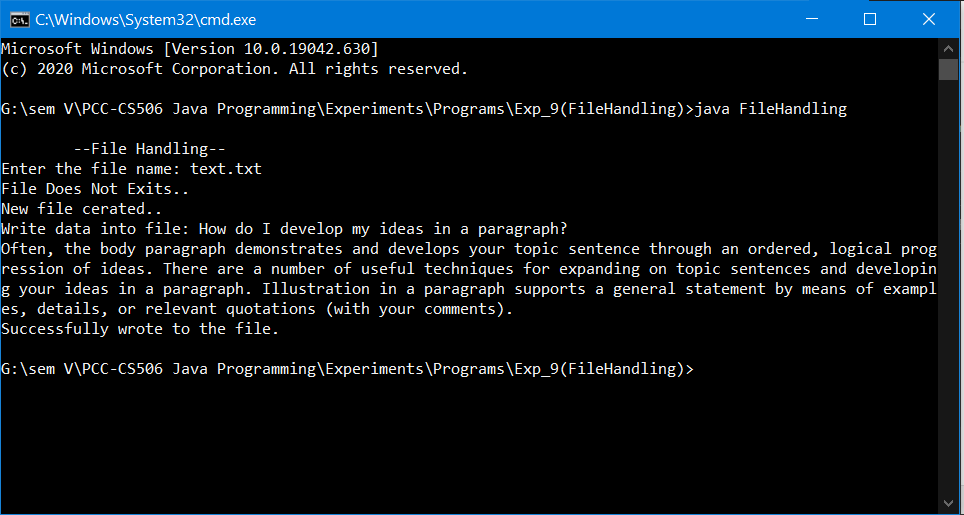 C:\Windows\System32\cmd.exe
Microsoft Windows [Version 10.0.19042.630]
(c) 2020 Microsoft Corporation. All rights reserved.
G:\sem V\PCC-CS506 Java Programming\Experiments\Programs\Exp_9(FileHandling)>java FileHandling
--File Handling--
Enter the file name: text.txt
File Does Not Exits..
New file cerated..
Write data into file: How do I develop my ideas in a paragraph?
Often, the body paragraph demonstrates and develops your topic sentence through an ordered, logical prog
ression of ideas. There are a number of useful techniques for expanding on topic sentences and developin
g your ideas in a paragraph. Illustration in a paragraph supports a general statement by means of exampl
es, details, or relevant quotations (with your comments).
Successfully wrote to the file.
G:\sem V\PCC-CS506 Java Programming\Experiments\Programs\Exp_9(FileHandling)>